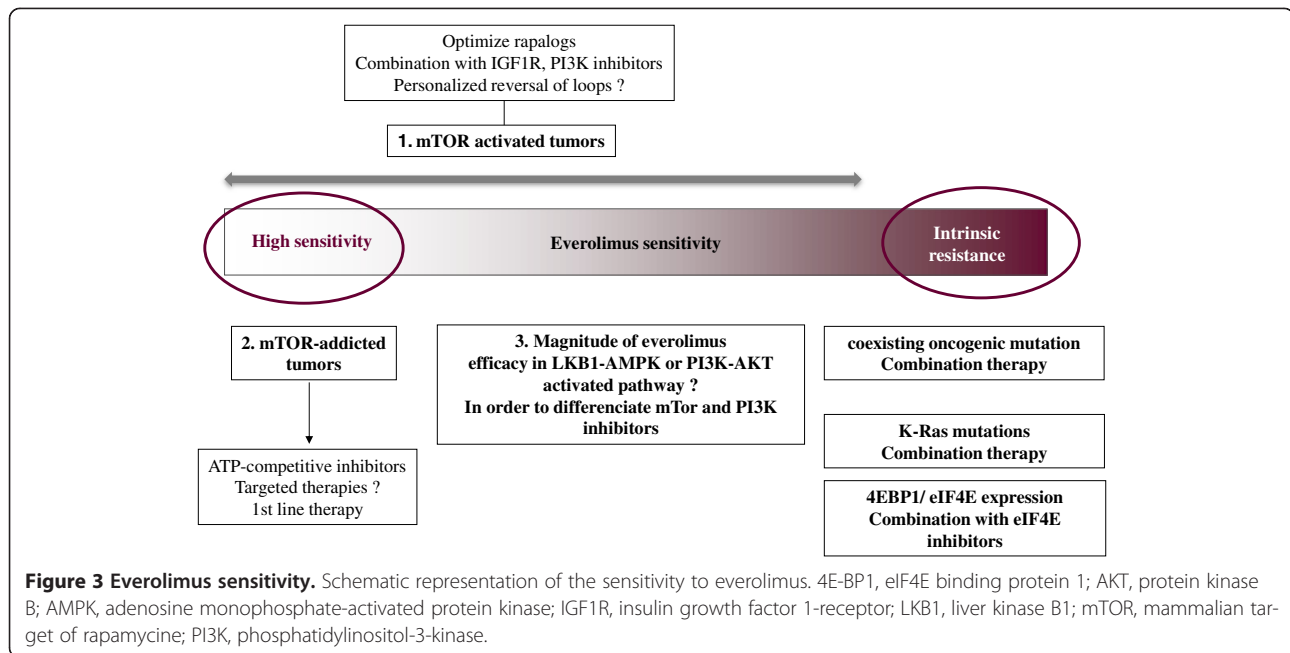 Optimize rapalogs
Combination with IGF1R, PI3K inhibitors
Personalized reversal of loops ?
1. mTOR activated tumors
High sensitivity
Everolimus sensitivity
Intrinsic
resistance
2. mTOR-addicted
tumors
ATP-competitive inhibitors
Targeted therapies ?
1st line therapy
3. Magnitude of everolimus
efficacy in LKB1-AMPK or PI3K-AKT
activated pathway ?
In order to differenciate mTor and PI3K
inhibitors
coexisting oncogenic mutation
Combination therapy
K-Ras mutations
Combination therapy
4EBP1/ eIF4E expression
Combination with eIF4E
inhibitors
Figure 3 Everolimus sensitivity. Schematic representation of the sensitivity to everolimus. 4E-BP1, eIF4E binding protein 1; AKT, protein kinase
B; AMPK, adenosine monophosphate-activated protein kinase; IGF1R, insulin growth factor 1-receptor; LKB1, liver kinase B1; mTOR, mammalian tar-
get of rapamycine; PI3K, phosphatidylinositol-3-kinase.